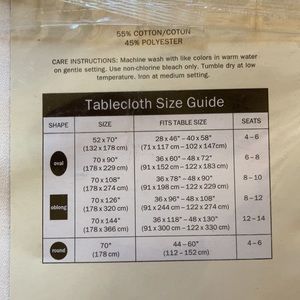 55% COTTON/COTON
45% POLYESTER
CARE INSTRUCTIONS: Machine wash with like colors in warm water
on gentle setting. Use non-chlorine bleach only. Tumble dry at low
temperature. Iron at medium setting.
Tablecloth Size Guide
SHAPE SIZE FITS TABLE SIZE SEATS
52 x 70" 28 x 46" – 40 x 58" 4–6
(132 x 178 cm) (71 x 117 cm – 102 x 147cm)
oval 70 x 90" 36 x 60" – 48 x 72" 6–8
(178 x 229 cm) (91 x 152 cm – 122 x 183 cm)
70 x 108" 36 x 78" – 48 x 90" 8–10
(178 x 274 cm) (91 x 198 cm – 122 x 229 cm)
oblong 70 x 126" 36 x 96" – 48 x 108" 8–12
(178 x 320 cm) (91 x 244 cm – 122 x 274 cm)
70 x 144" 36 x 118" – 48 x 130" 12–14
(178 x 366 cm) (91 x 300 cm – 122 x 330 cm)
round 70" 44–60" 4–6
(178 cm) (112 – 152 cm)